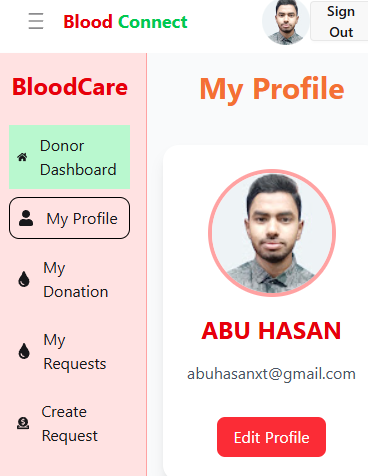 Blood Connect
Sign
Out
BloodCare
Donor
Dashboard
My Profile
My
Donation
My
Requests
Create
Request
My Profile
ABU HASAN
abuhasanxt@gmail.com
Edit Profile